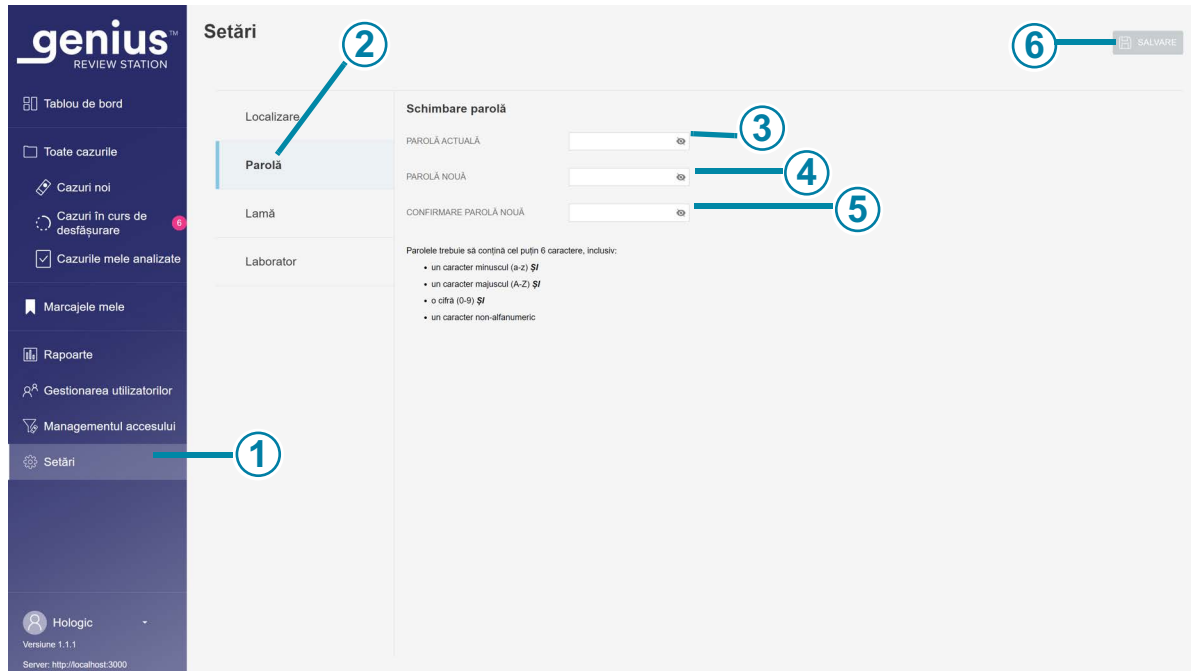 genius™
REVIEW STATION
Tablou de bord
Toate cazurile
Cazuri noi
Cazuri în curs de
desfășurare
6
Cazurile mele analizate
Marcajele mele
Rapoarte
Gestionarea utilizatorilor
Managementul accesului
Setări
Hologic
Versiune 1.1.1
Server: http://localhost:3000
Setări
SALVARE
Localizare
Parolă
Lamă
Laborator
Schimbare parolă
PAROLĂ ACTUALĂ
PAROLĂ NOUĂ
CONFIRMARE PAROLĂ NOUĂ
Parolele trebuie să conțină cel puțin 6 caractere, inclusiv:
• un caracter minuscul (a-z) ȘI
• un caracter majuscul (A-Z) ȘI
• o cifră (0-9) ȘI
• un caracter non-alfanumeric
1
2
3
4
5
6